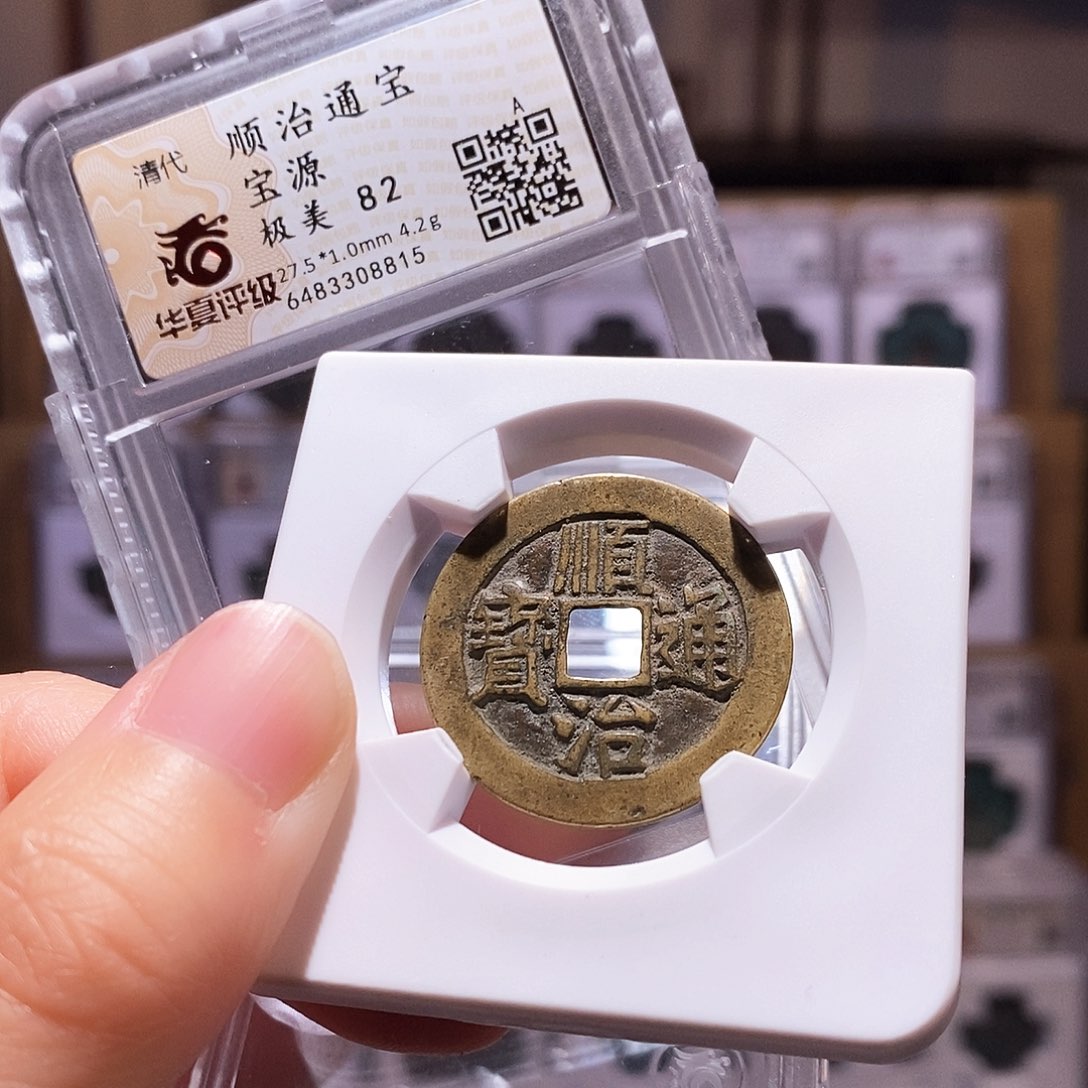 清代
顺治通宝
宝源
极美 82
27.5*1.0mm 4.2g
6483308815
华夏评级
A
順
治
通
寶